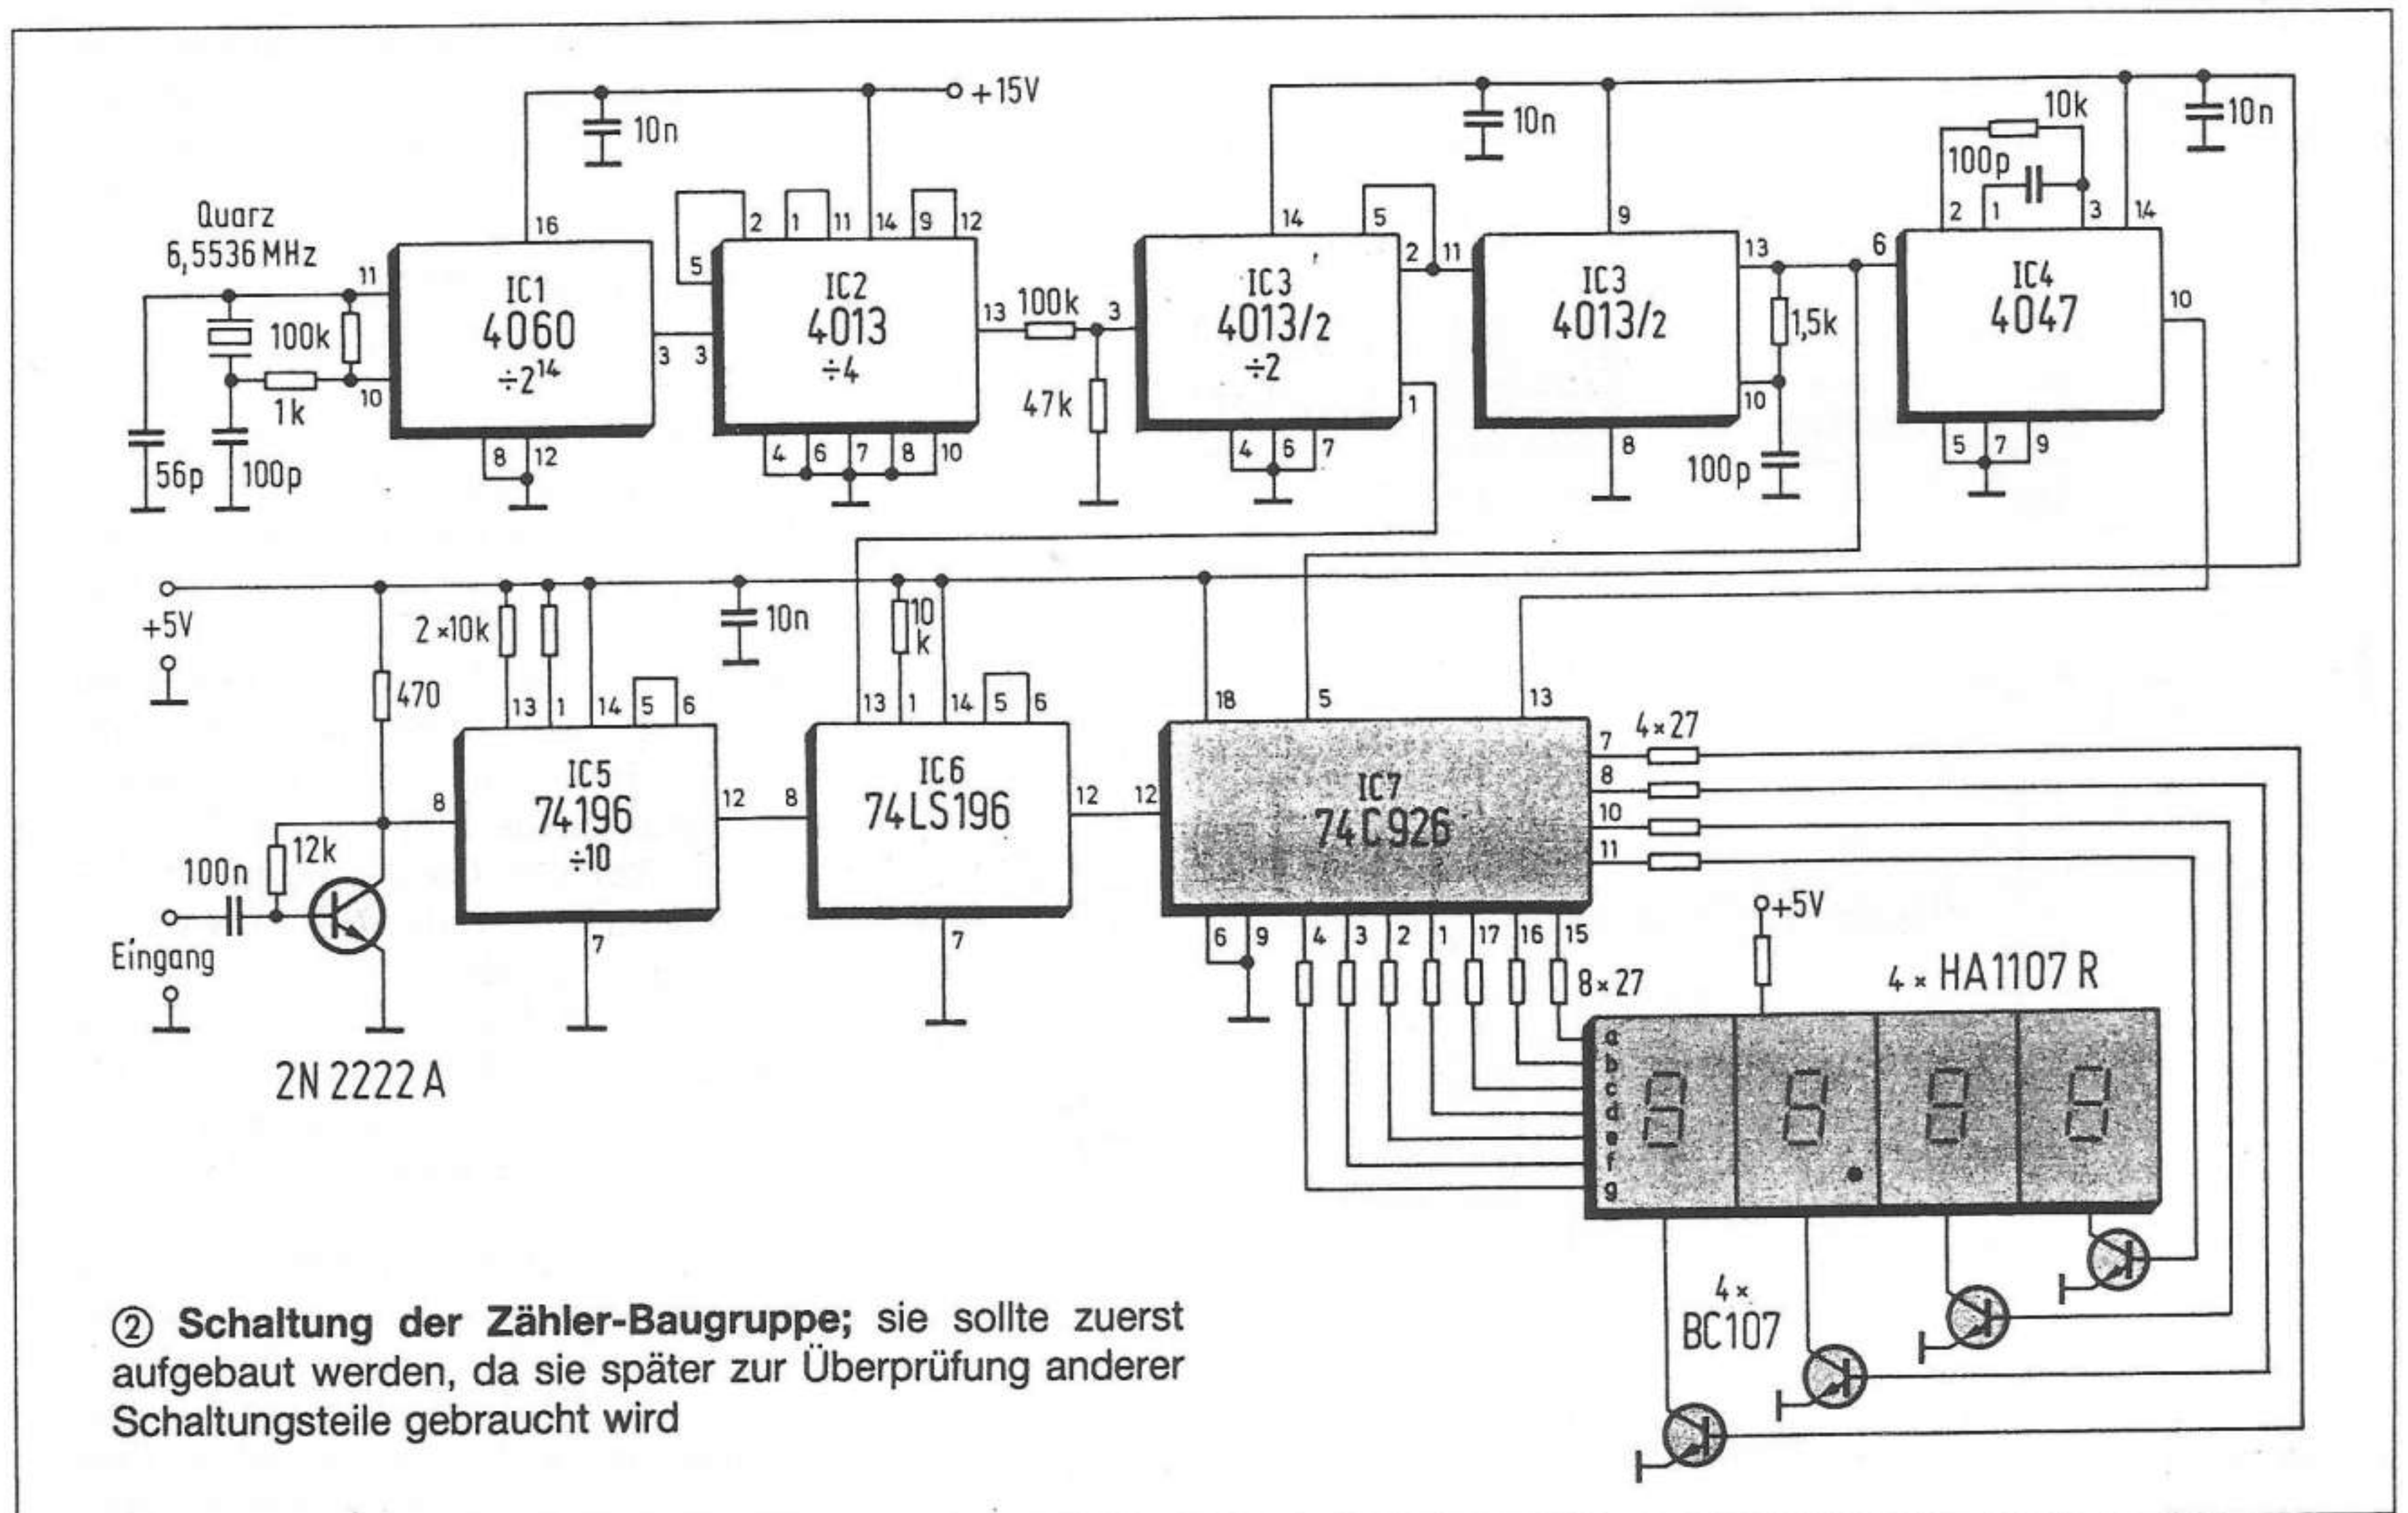 +15V
10n
10n
10k
10n
100p
Quarz
6,5536 MHz
16
2
1
11
14
9
12
14
5
9
2
1
3
14
11
5
2
11
13
6
IC1
4060
÷2¹⁴
IC2
4013
÷4
IC3
4013/2
÷2
IC3
4013/2
IC4
4047
100k
3
3
13
100k
3
1,5k
10
1k
10
47k
1
10
56p
100p
8
12
4
6
7
8
10
4
6
7
8
100p
5
7
9
+5V
2×10k
10n
10
k
470
13
1
14
5
6
13
1
14
5
6
18
5
13
4×27
7
8
10
11
8
IC5
74196
÷10
12
8
IC6
74LS196
12
12
IC7
74C926
12k
100n
Eingang
7
7
6
9
4
3
2
1
17
16
15
8×27
+5V
4× HA1107 R
2N 2222 A
a
b
c
d
e
f
g
4×
BC107
② Schaltung der Zähler-Baugruppe; sie sollte zuerst
aufgebaut werden, da sie später zur Überprüfung anderer
Schaltungsteile gebraucht wird